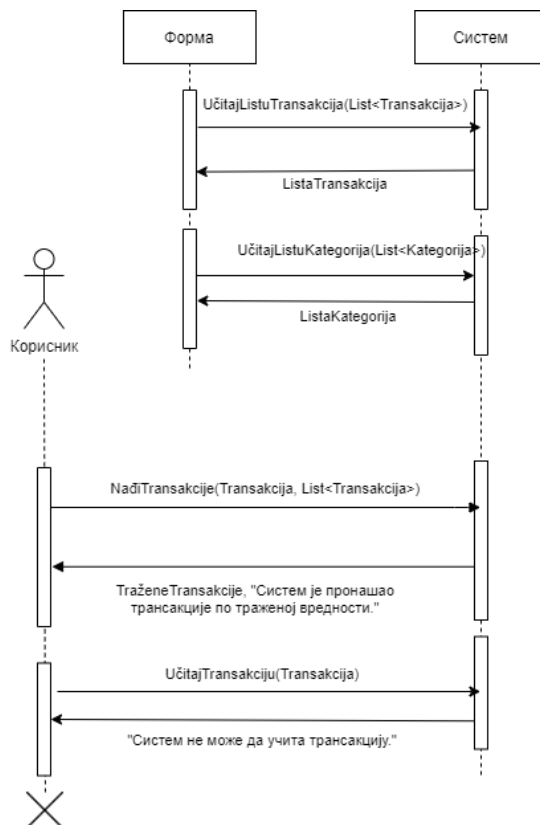 Форма
Систем
UčitajListuTransakcija(List<Transakcija>)
ListaTransakcija
UčitajListuKategorija(List<Kategorija>)
ListaKategorija
Корисник
NađiTransakcije(Transakcija, List<Transakcija>)
TraženeTransakcije, "Систем је пронашао
трансакције по траженој вредности."
UčitajTransakciju(Transakcija)
"Систем не може да учита трансакцију."